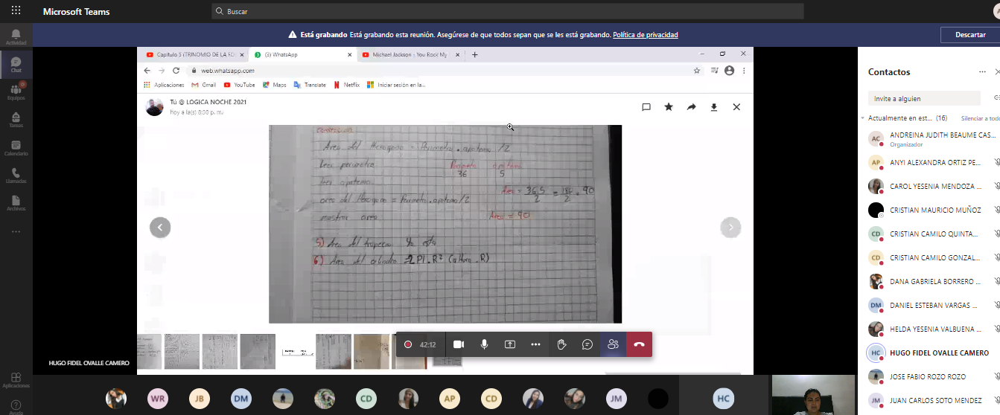 Microsoft Teams
Buscar
Está grabando Está grabando esta reunión. Asegúrese de que todos sepan que se les está grabando. Política de privacidad
Descartar
Actividad
Chat
Equipos
Tareas
Calendario
Llamadas
Archivos
Aplicaciones
Ayuda
Capítulo 5 (TRINOMIO DE LA FO
(3) WhatsApp
Michael Jackson - You Rock My
web.whatsapp.com
Aplicaciones
Gmail
YouTube
Maps
Translate
Netflix
Iniciar sesión en la...
Tú @ LOGICA NOCHE 2021
hoy a la(s) 8:30 p. m.
Area del Hexagono = Perimetro . apotema /2
leer perimetro
Perimetro apotema
36 5
leer apotema
Area = 36.5 / 2 = 180 / 2 = 90
area del Hexagono = Perimetro . apotema /2
mostrar area
Area = 90
5) Area del trapecio ya esta
6) Area del cilindro = 2 PI . R² (altura . R)
42:12
HUGO FIDEL OVALLE CAMERO
WR
JB
DM
CD
AP
CD
JM
HC
Contactos
Invite a alguien
Actualmente en est... (16)
Silenciar a todo
AC
ANDREINA JUDITH BEAUME CAS...
Organizador
AP
ANYI ALEXANDRA ORTIZ PE...
CAROL YESENIA MENDOZA ...
CRISTIAN MAURICIO MUÑOZ
CD
CRISTIAN CAMILO QUINTA...
CD
CRISTIAN CAMILO GONZAL...
DANA GABRIELA BORRERO ...
DM
DANIEL ESTEBAN VARGAS ...
HELDA YESENIA VALBUENA ...
HC
HUGO FIDEL OVALLE CAMERO
JOSE FABIO ROZO ROZO
JM
JUAN CARLOS SOTO MENDEZ